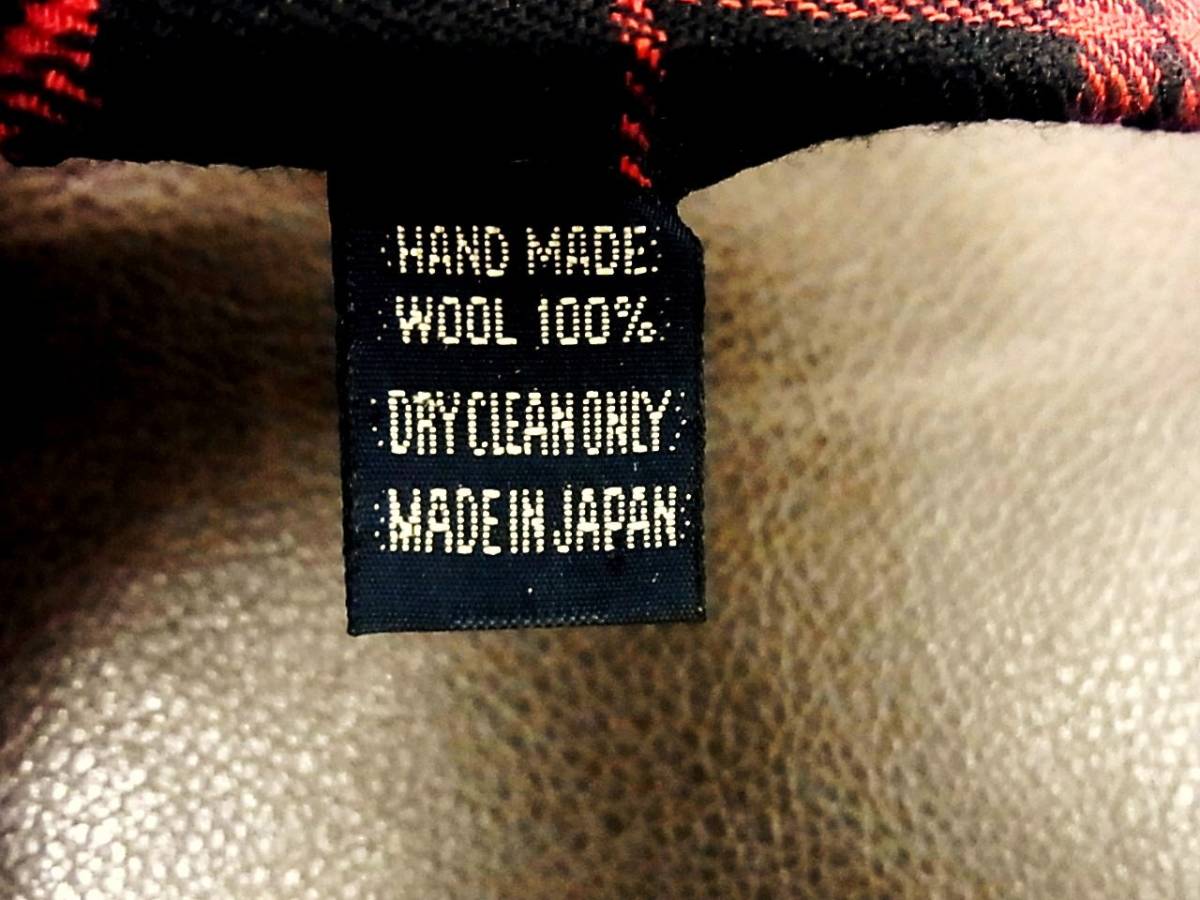 HAND MADE
WOOL 100%
DRY CLEAN ONLY
MADE IN JAPAN